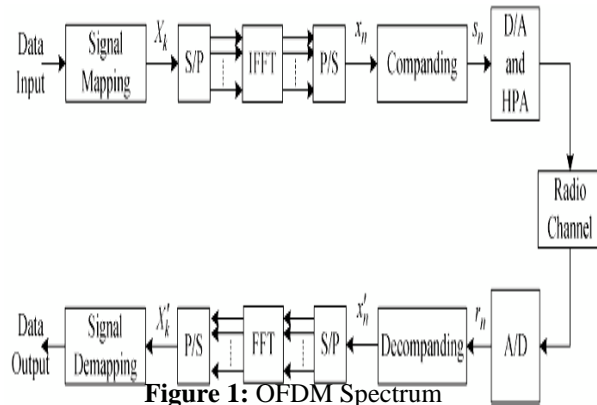 Data
Input
Signal
Mapping
X_k
S/P
IFFT
P/S
x_n
Companding
s_n
D/A
and
HPA
Radio
Channel
Data
Output
Signal
Demapping
X'_k
P/S
FFT
S/P
x'_n
Decompanding
r_n
A/D
Figure 1: OFDM Spectrum